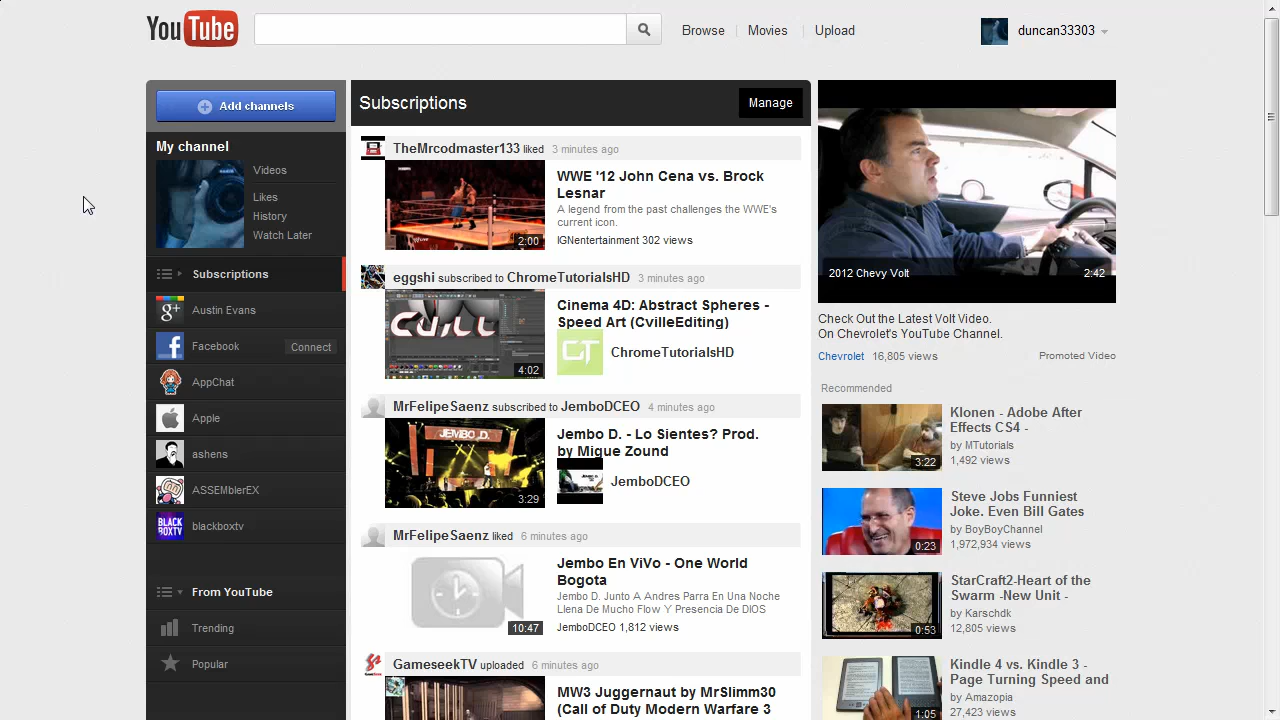 YouTube
Browse
Movies
Upload
duncan33303
Add channels
My channel
Videos
Likes
History
Watch Later
Subscriptions
Austin Evans
Facebook
Connect
AppChat
Apple
ashens
ASSEMblerEX
BLACK
BOXTV
blackboxtv
From YouTube
Trending
Popular
Subscriptions
Manage
TheMrcodmaster133 liked 3 minutes ago
2:00
WWE '12 John Cena vs. Brock
Lesnar
A legend from the past challenges the WWE's
current icon.
IGNentertainment 302 views
eggshi subscribed to ChromeTutorialsHD 3 minutes ago
4:02
Cinema 4D: Abstract Spheres -
Speed Art (CvilleEditing)
ChromeTutorialsHD
MrFelipeSaenz subscribed to JemboDCEO 4 minutes ago
JEMBO D.
3:29
Jembo D. - Lo Sientes? Prod.
by Migue Zound
JemboDCEO
MrFelipeSaenz liked 6 minutes ago
10:47
Jembo En ViVo - One World
Bogota
Jembo D. Junto A Andres Parra En Una Noche
Llena De Mucho Flow Y Presencia De DIOS
JemboDCEO 1,812 views
GameseekTV uploaded 6 minutes ago
MW3 Juggernaut by MrSlimm30
(Call of Duty Modern Warfare 3
2012 Chevy Volt
2:42
Check Out the Latest Volt Video.
On Chevrolet's YouTube Channel.
Chevrolet 16,805 views
Promoted Video
Recommended
3:22
Klonen - Adobe After
Effects CS4 -
by MTutorials
1,492 views
0:23
Steve Jobs Funniest
Joke. Even Bill Gates
by BoyBoyChannel
1,972,934 views
0:53
StarCraft2-Heart of the
Swarm -New Unit -
by Karschdk
12,805 views
1:05
Kindle 4 vs. Kindle 3 -
Page Turning Speed and
by Amazopia
27,423 views